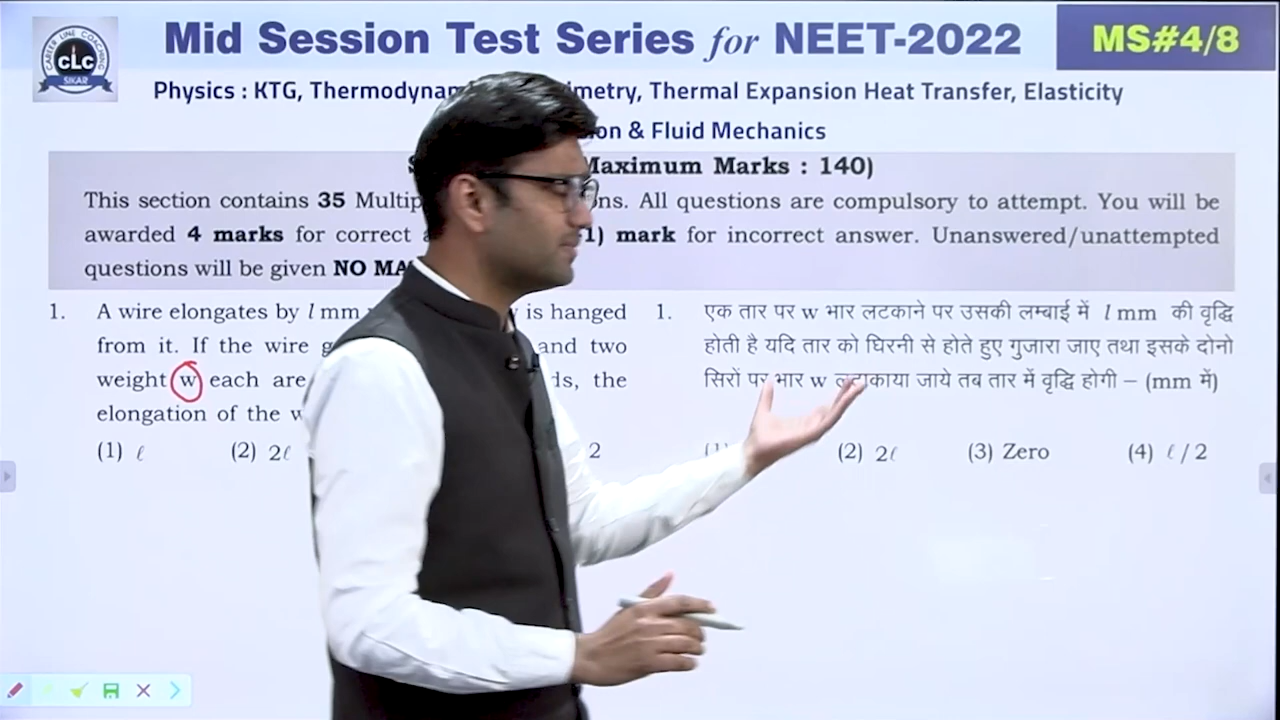 CAREER LINE COACHING
CLC
SIKAR
Mid Session Test Series for NEET-2022
MS#4/8
Physics : KTG, Thermodynam imetry, Thermal Expansion Heat Transfer, Elasticity
on & Fluid Mechanics
Maximum Marks : 140)
This section contains 35 Multip ns. All questions are compulsory to attempt. You will be
awarded 4 marks for correct 1) mark for incorrect answer. Unanswered/unattempted
questions will be given NO MA
1. A wire elongates by l mm is hanged
from it. If the wire g and two
weight w each are ds, the
elongation of the w
(1) ℓ (2) 2ℓ 2
1. एक तार पर w भार लटकाने पर उसकी लम्बाई में l mm की वृद्धि
होती है यदि तार को घिरनी से होते हुए गुजारा जाए तथा इसके दोनो
सिरों पर भार w लटकाया जाये तब तार में वृद्धि होगी – (mm में)
(1) (2) 2ℓ (3) Zero (4) ℓ / 2